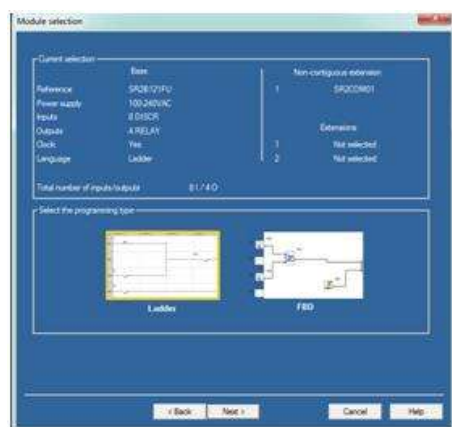 Module selection
Current selection
Base
Non-contiguous extension
Reference SR2B121FU 1 SR2COM01
Power supply 100-240VAC
Inputs 8 DISCR
Outputs 4 RELAY
Extensions
Clock Yes 1 Not selected
Language Ladder 2 Not selected
Total number of inputs/outputs 8 I / 4 O
Select the programming type
Ladder FBD
< Back Next > Cancel Help